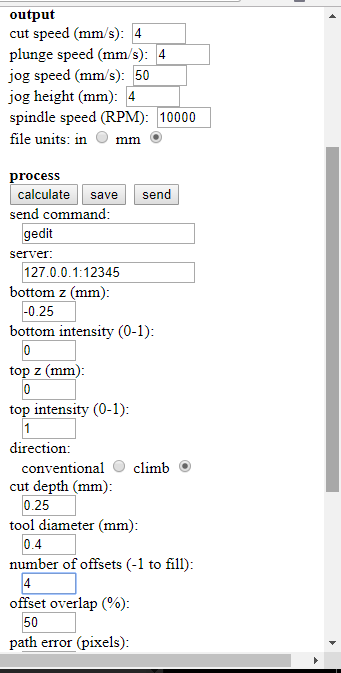 output
cut speed (mm/s): 4
plunge speed (mm/s): 4
jog speed (mm/s): 50
jog height (mm): 4
spindle speed (RPM): 10000
file units: in mm
process
calculate save send
send command:
gedit
server:
127.0.0.1:12345
bottom z (mm):
-0.25
bottom intensity (0-1):
0
top z (mm):
0
top intensity (0-1):
1
direction:
conventional climb
cut depth (mm):
0.25
tool diameter (mm):
0.4
number of offsets (-1 to fill):
4
offset overlap (%):
50
path error (pixels):